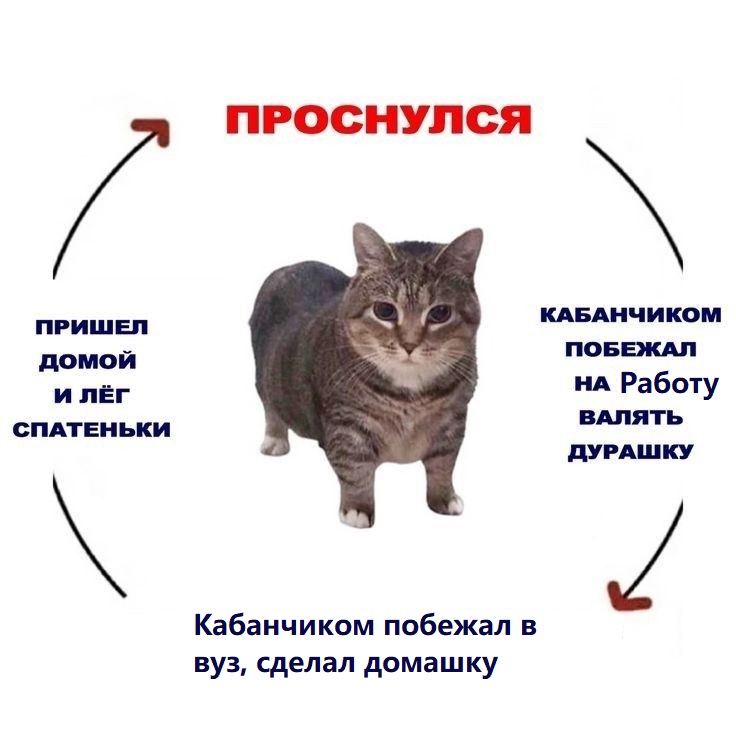 ПРОСНУЛСЯ
КАБАНЧИКОМ
ПОБЕЖАЛ
НА Работу
ВАЛЯТЬ
ДУРАШКУ
Кабанчиком побежал в
вуз, сделал домашку
ПРИШЕЛ
ДОМОЙ
И ЛЁГ
СПАТЕНЬКИ